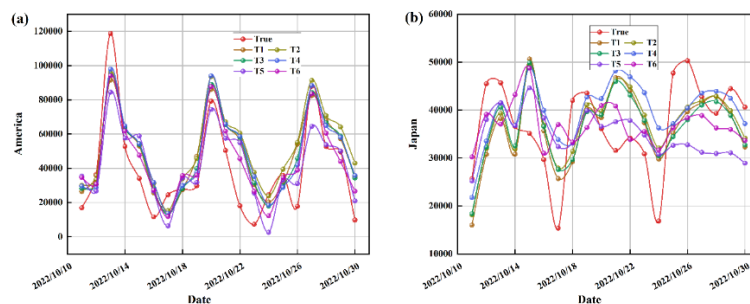 (a)
America
120000
100000
80000
60000
40000
20000
0
True
T1 T2
T3 T4
T5 T6
2022/10/10 2022/10/14 2022/10/18 2022/10/22 2022/10/26 2022/10/30
Date
(b)
Japan
60000
50000
40000
30000
20000
10000
True
T1 T2
T3 T4
T5 T6
2022/10/10 2022/10/14 2022/10/18 2022/10/22 2022/10/26 2022/10/30
Date